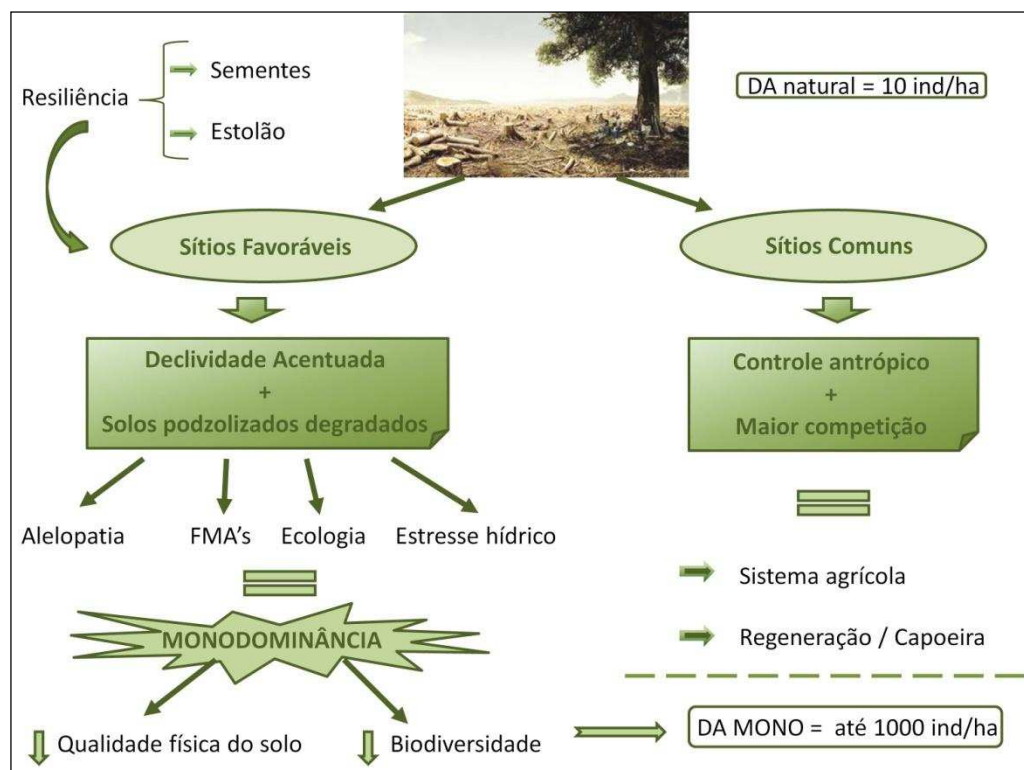 Resiliência
Sementes
Estolão
DA natural = 10 ind/ha
Sítios Favoráveis
Sítios Comuns
Declividade Acentuada
+
Solos podzolizados degradados
Controle antrópico
+
Maior competição
Alelopatia
FMA's
Ecologia
Estresse hídrico
MONODOMINÂNCIA
Qualidade física do solo
Biodiversidade
Sistema agrícola
Regeneração / Capoeira
DA MONO = até 1000 ind/ha